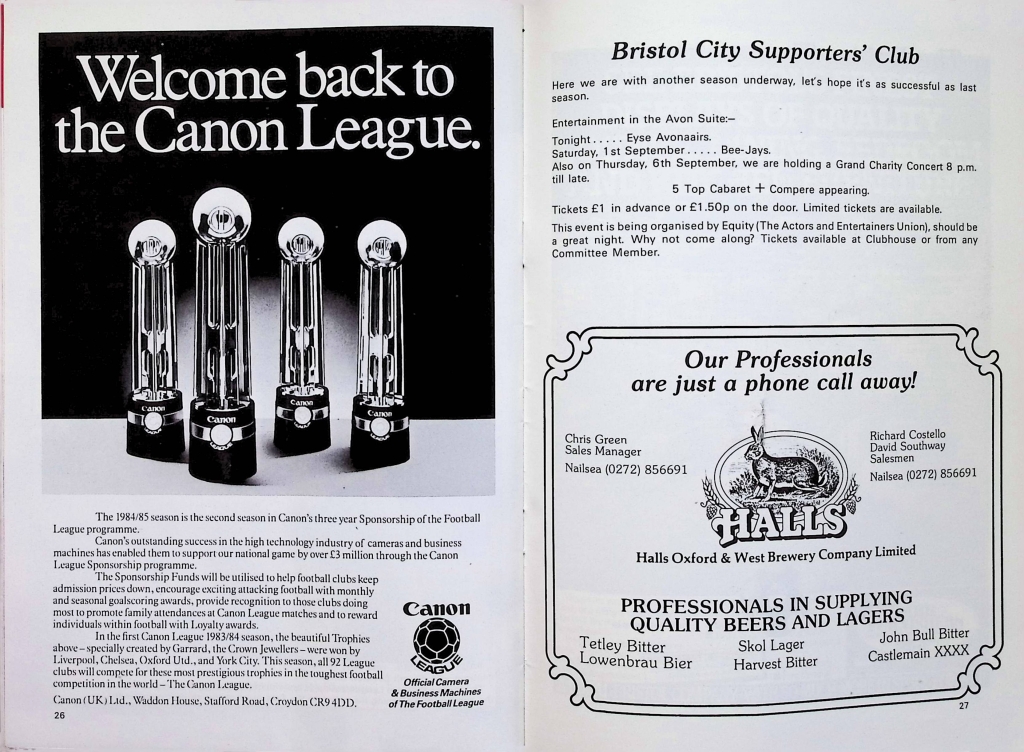 Welcome back to
the Canon League.
Canon
Canon
Canon
Canon
LEAGUE
LEAGUE
LEAGUE
LEAGUE
The 1984/85 season is the second season in Canon's three year Sponsorship of the Football
League programme.
Canon's outstanding success in the high technology industry of cameras and business
machines has enabled them to support our national game by over £3 million through the Canon
League Sponsorship programme.
The Sponsorship Funds will be utilised to help football clubs keep
admission prices down, encourage exciting attacking football with monthly
and seasonal goalscoring awards, provide recognition to those clubs doing
most to promote family attendances at Canon League matches and to reward
individuals within football with Loyalty awards.
In the first Canon League 1983/84 season, the beautiful Trophies
above – specially created by Garrard, the Crown Jewellers – were won by
Liverpool, Chelsea, Oxford Utd., and York City. This season, all 92 League
clubs will compete for these most prestigious trophies in the toughest football
competition in the world – The Canon League.
Canon (UK) Ltd., Waddon House, Stafford Road, Croydon CR9 4DD.
Canon
LEAGUE
Official Camera
& Business Machines
of The Football League
26
Bristol City Supporters' Club
Here we are with another season underway, let's hope it's as successful as last
season.
Entertainment in the Avon Suite:–
Tonight . . . . . Eyse Avonaairs.
Saturday, 1st September . . . . . Bee-Jays.
Also on Thursday, 6th September, we are holding a Grand Charity Concert 8 p.m.
till late.
5 Top Cabaret + Compere appearing.
Tickets £1 in advance or £1.50p on the door. Limited tickets are available.
This event is being organised by Equity (The Actors and Entertainers Union), should be
a great night. Why not come along? Tickets available at Clubhouse or from any
Committee Member.
Our Professionals
are just a phone call away!
Chris Green
Sales Manager
Nailsea (0272) 856691
Richard Costello
David Southway
Salesmen
Nailsea (0272) 856691
HALLS
Halls Oxford & West Brewery Company Limited
PROFESSIONALS IN SUPPLYING
QUALITY BEERS AND LAGERS
Tetley Bitter
Lowenbrau Bier
Skol Lager
Harvest Bitter
John Bull Bitter
Castlemain XXXX
27